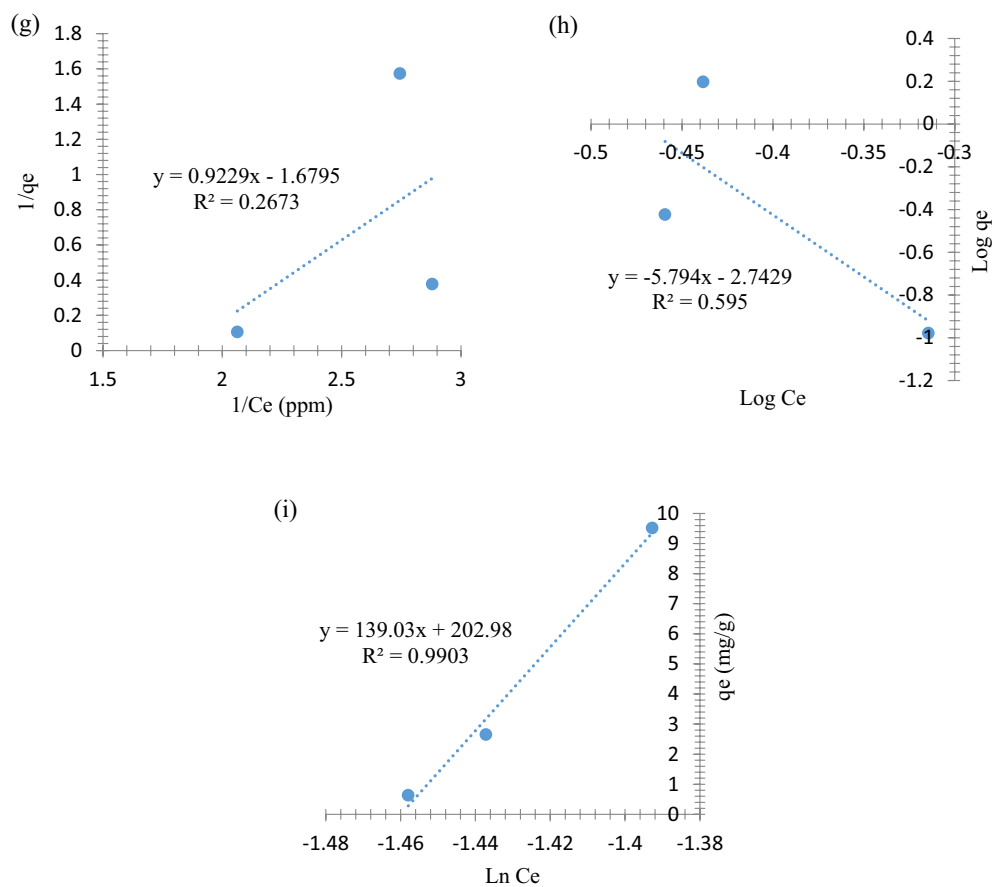 (g)
1.8
1.6
1.4
1.2
1
0.8
0.6
0.4
0.2
0
1/qe
y = 0.9229x - 1.6795
R² = 0.2673
1.5 2 2.5 3
1/Ce (ppm)
(h)
0.4
0.2
0
-0.2
-0.4
-0.6
-0.8
-1
-1.2
-0.5 -0.45 -0.4 -0.35 -0.3
Log qe
y = -5.794x - 2.7429
R² = 0.595
Log Ce
(i)
10
9
8
7
6
5
4
3
2
1
0
qe (mg/g)
y = 139.03x + 202.98
R² = 0.9903
-1.48 -1.46 -1.44 -1.42 -1.4 -1.38
Ln Ce